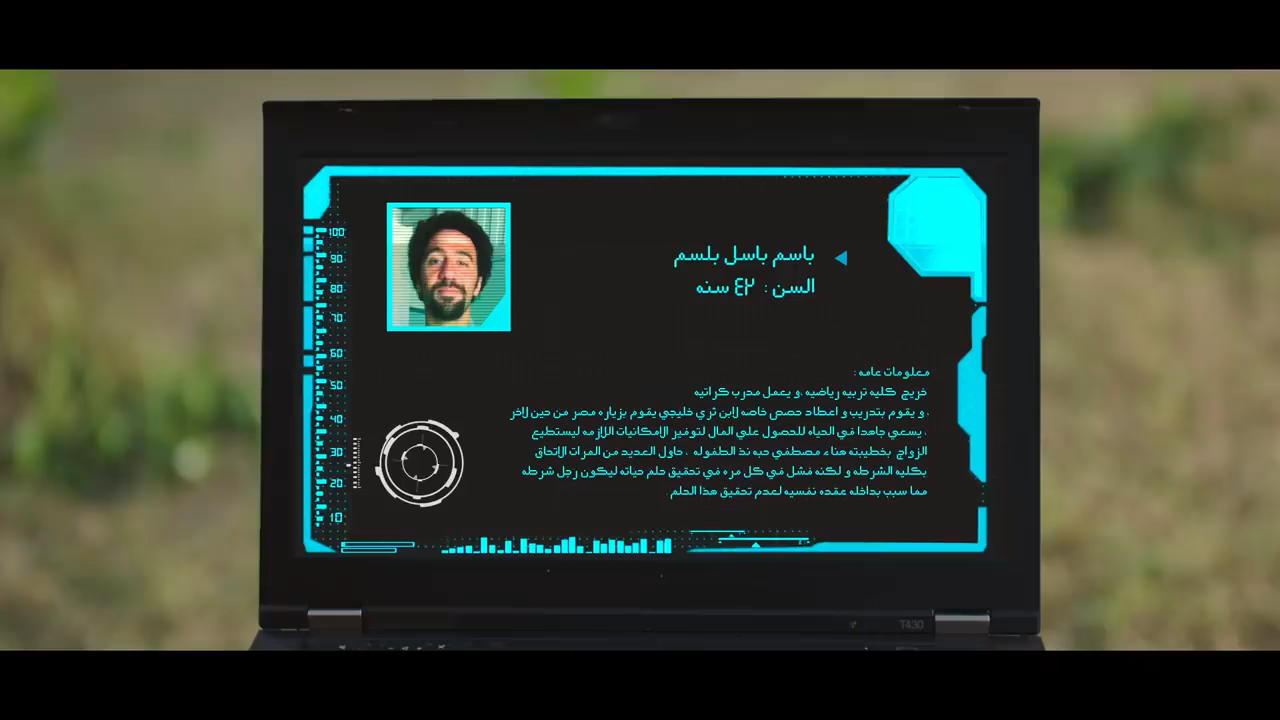 باسم باسل بلسم
السن : ٤٢ سنه
معلومات عامه :
خريج كليه تربيه رياضيه ،و يعمل مدرب كراتيه
، و يقوم بتدريب و اعطاء حصص خاصه لابن ثري خليجي يقوم بزياره مصر من حين لاخر
، يسعي جاهدا في الحياه للحصول علي المال لتوفير الامكانيات اللازمه ليستطيع
الزواج بخطيبته هناء مصطفي حبه نذ الطفوله ، حاول العديد من المرات الاتحاق
بكليه الشرطه و لكنه فشل في كل مره في تحقيق حلم حياته ليكون رجل شرطه
مما سبب بداخله عقده نفسيه لعدم تحقيق هذا الحلم
100
90
80
70
60
50
40
30
20
10
T430